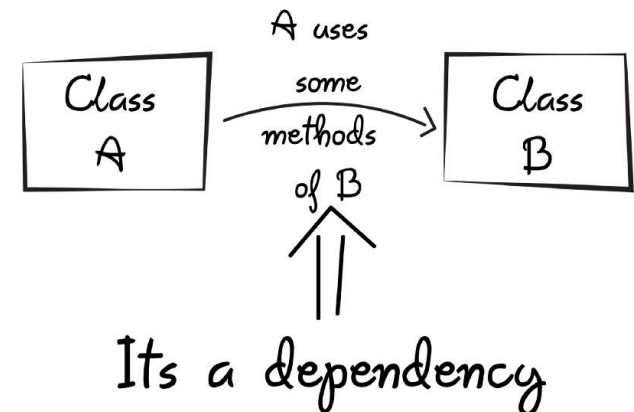 Class
A
A uses
some
methods
of B
Class
B
Its a dependency